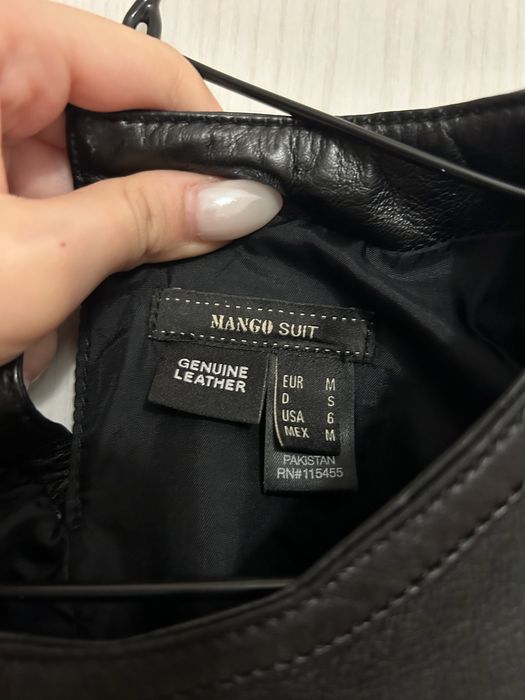 MANGO SUIT
GENUINE
LEATHER
EUR M
D S
USA 6
MEX M
PAKISTAN
RN#115455